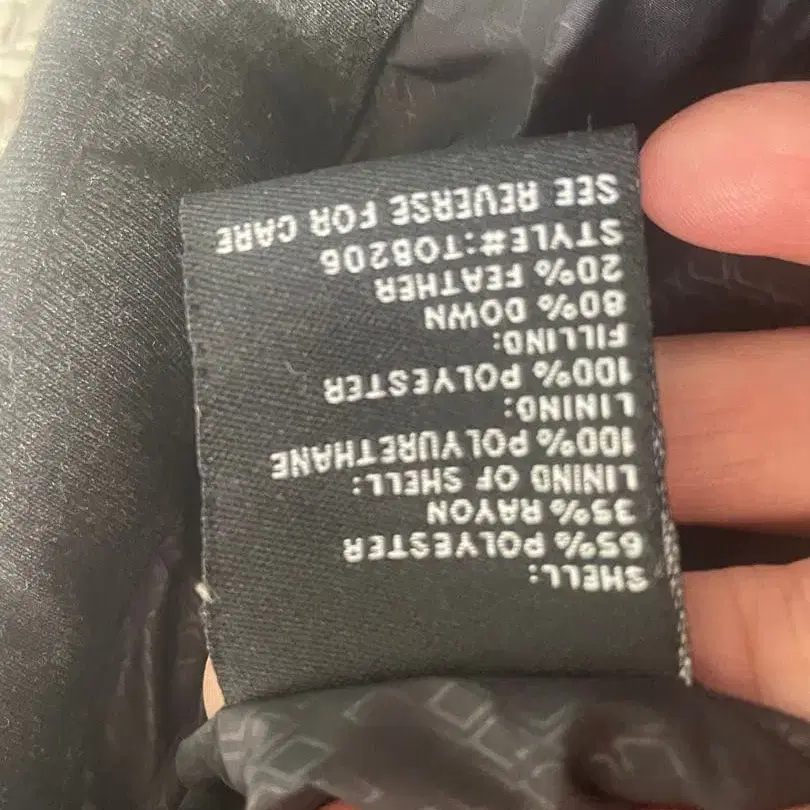 SHELL:
65% POLYESTER
35% RAYON
LINING OF SHELL:
100% POLYURETHANE
LINING:
100% POLYESTER
FILLING:
80% DOWN
20% FEATHER
STYLE#:TO8206
SEE REVERSE FOR CARE